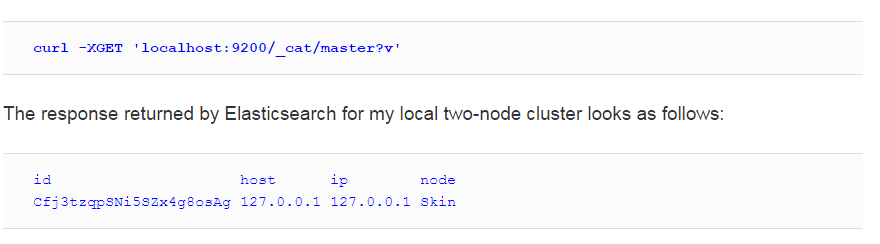 curl -XGET 'localhost:9200/_cat/master?v'
The response returned by Elasticsearch for my local two-node cluster looks as follows:
id host ip node
Cfj3tzqpSNi5SZx4g8osAg 127.0.0.1 127.0.0.1 Skin